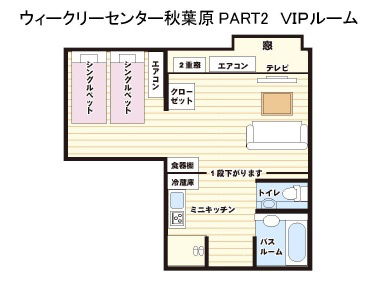 ウィークリーセンター秋葉原 PART2 VIPルーム
窓
シングルベット
シングルベット
エアコン
2重窓
エアコン
テレビ
クローゼット
食器棚
1段下がります
冷蔵庫
トイレ
ミニキッチン
バスルーム